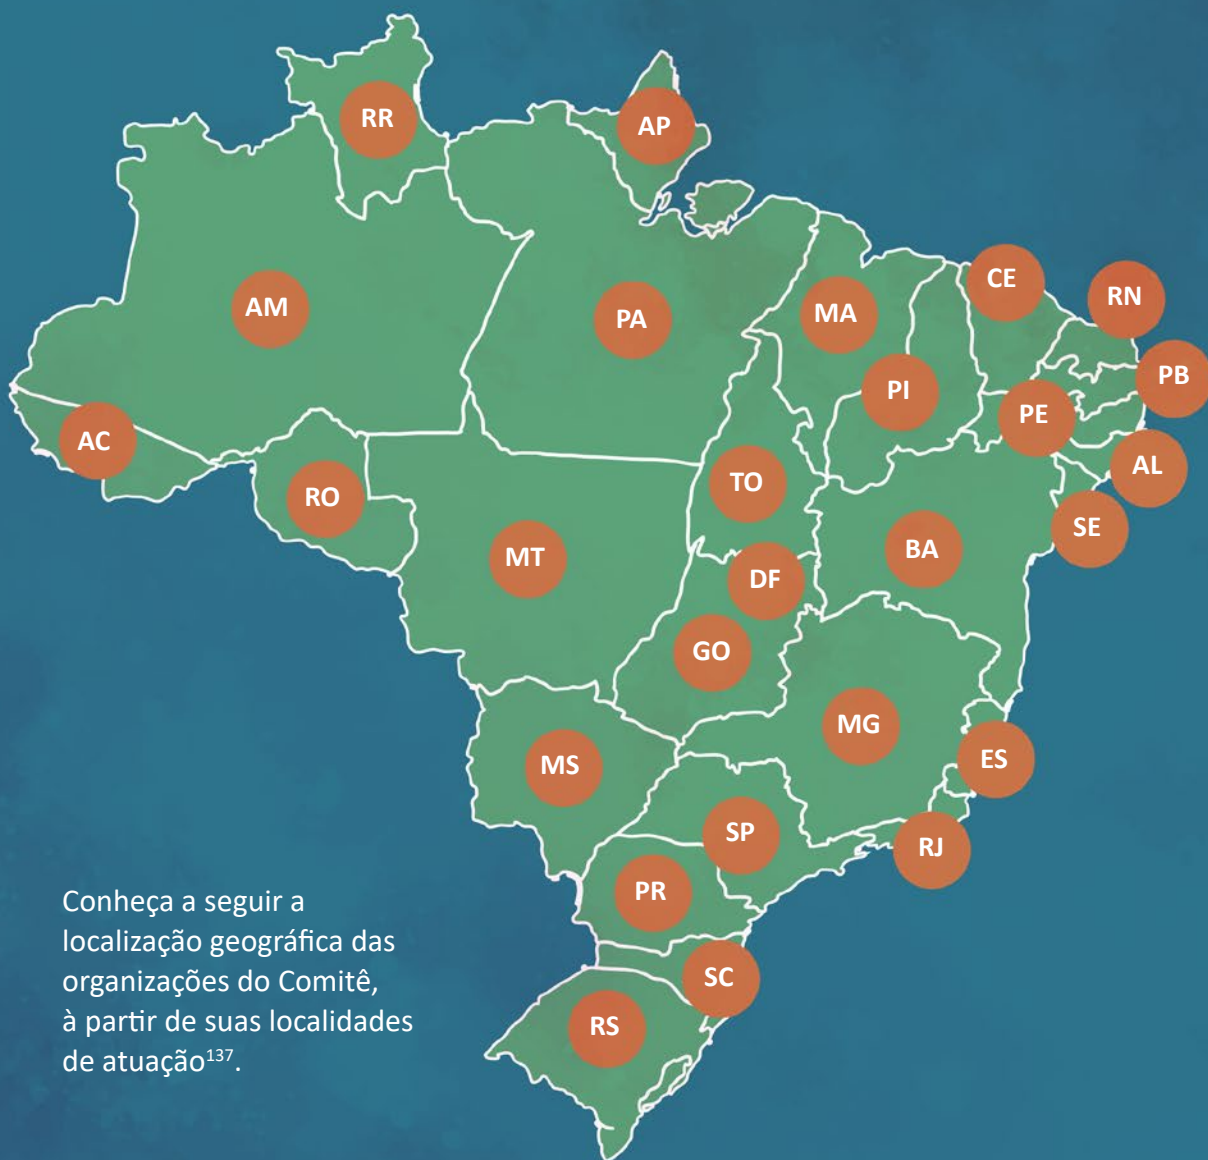 RR
AP
CE
RN
AM
PA
MA
PB
PI
PE
AC
AL
TO
RO
SE
BA
MT
DF
GO
MG
ES
MS
SP
RJ
PR
SC
RS
Conheça a seguir a
localização geográfica das
organizações do Comitê,
à partir de suas localidades
de atuação¹³⁷.